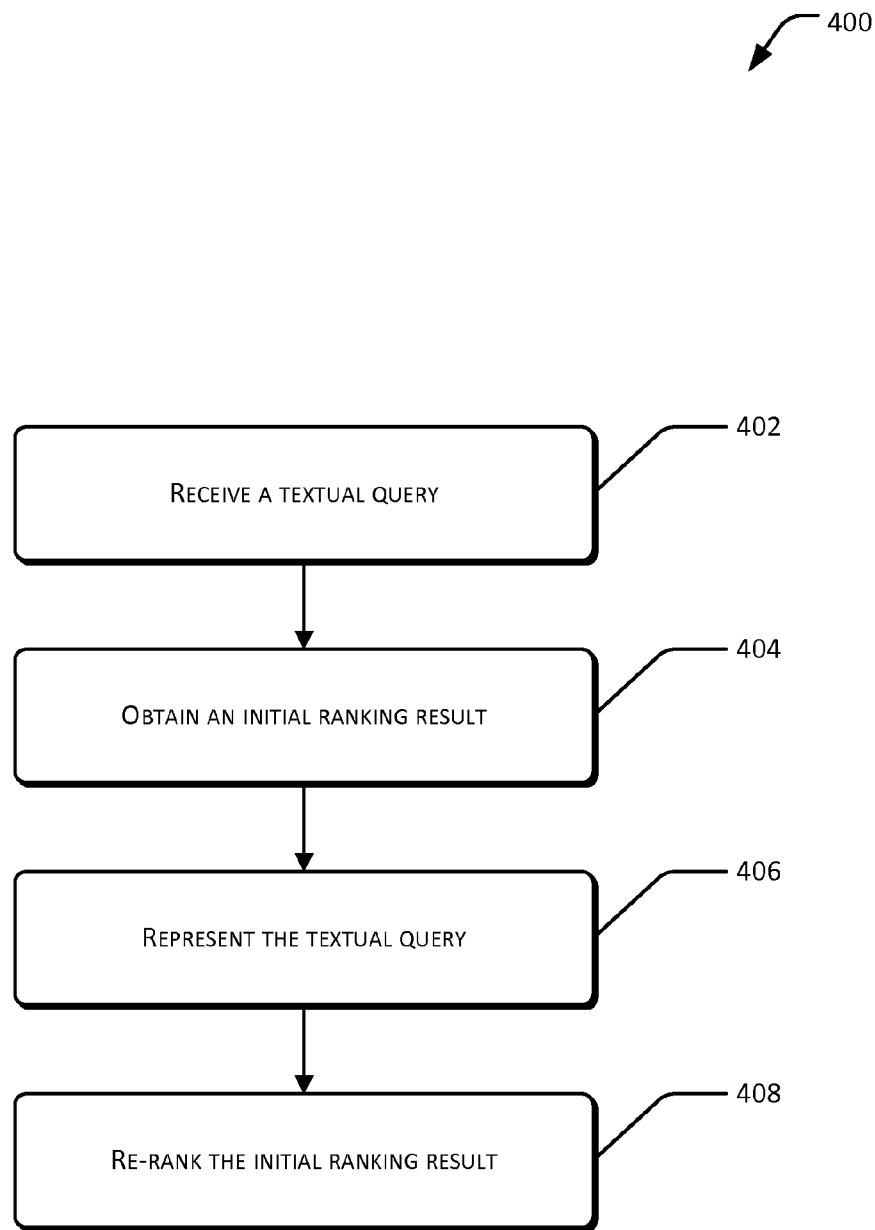 400
402
RECEIVE A TEXTUAL QUERY
404
OBTAIN AN INITIAL RANKING RESULT
406
REPRESENT THE TEXTUAL QUERY
408
RE-RANK THE INITIAL RANKING RESULT